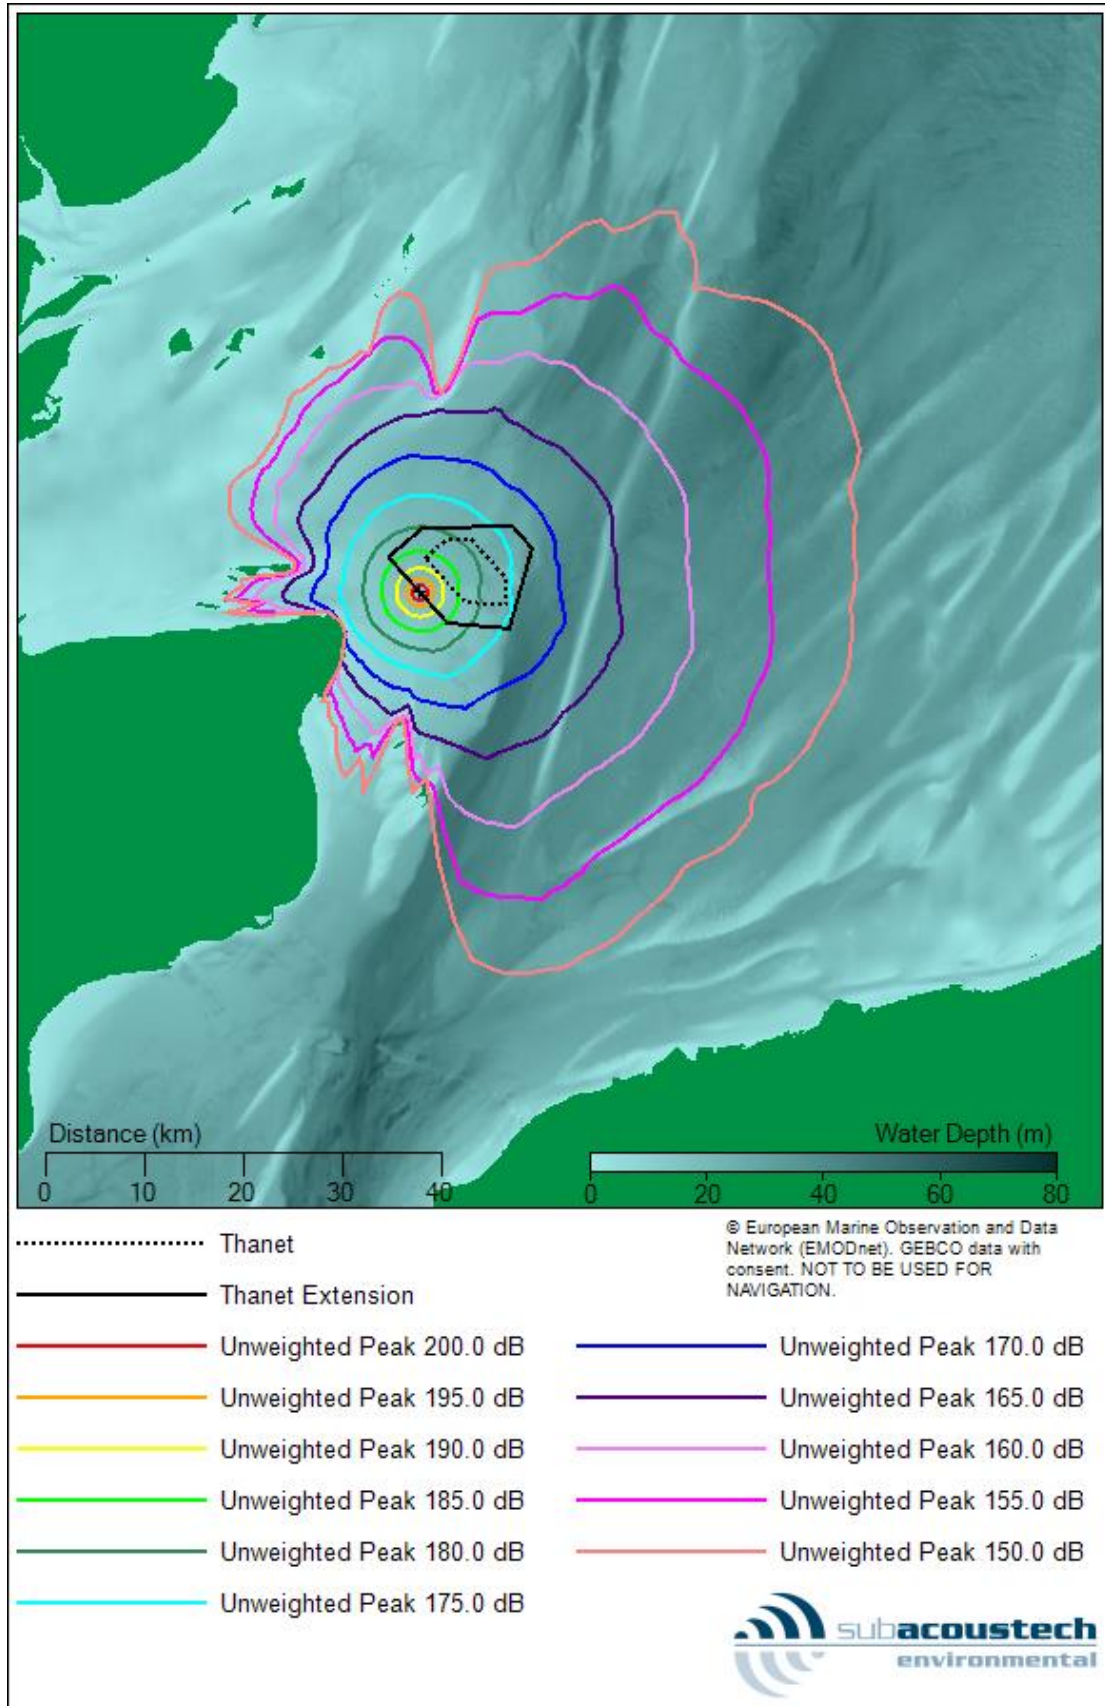 Distance (km)
0 10 20 30 40
Water Depth (m)
0 20 40 60 80
© European Marine Observation and Data
Network (EMODnet). GEBCO data with
consent. NOT TO BE USED FOR
NAVIGATION.
Thanet
Thanet Extension
Unweighted Peak 200.0 dB
Unweighted Peak 195.0 dB
Unweighted Peak 190.0 dB
Unweighted Peak 185.0 dB
Unweighted Peak 180.0 dB
Unweighted Peak 175.0 dB
Unweighted Peak 170.0 dB
Unweighted Peak 165.0 dB
Unweighted Peak 160.0 dB
Unweighted Peak 155.0 dB
Unweighted Peak 150.0 dB
subacoustech
environmental